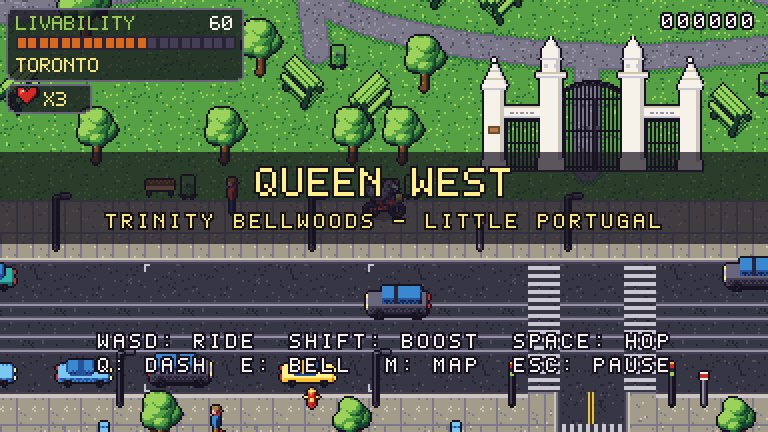 LIVABILITY 60
000000
TORONTO
X3
QUEEN WEST
TRINITY BELLWOODS - LITTLE PORTUGAL
WASD: RIDE SHIFT: BOOST SPACE: HOP
Q: DASH E: BELL M: MAP ESC: PAUSE